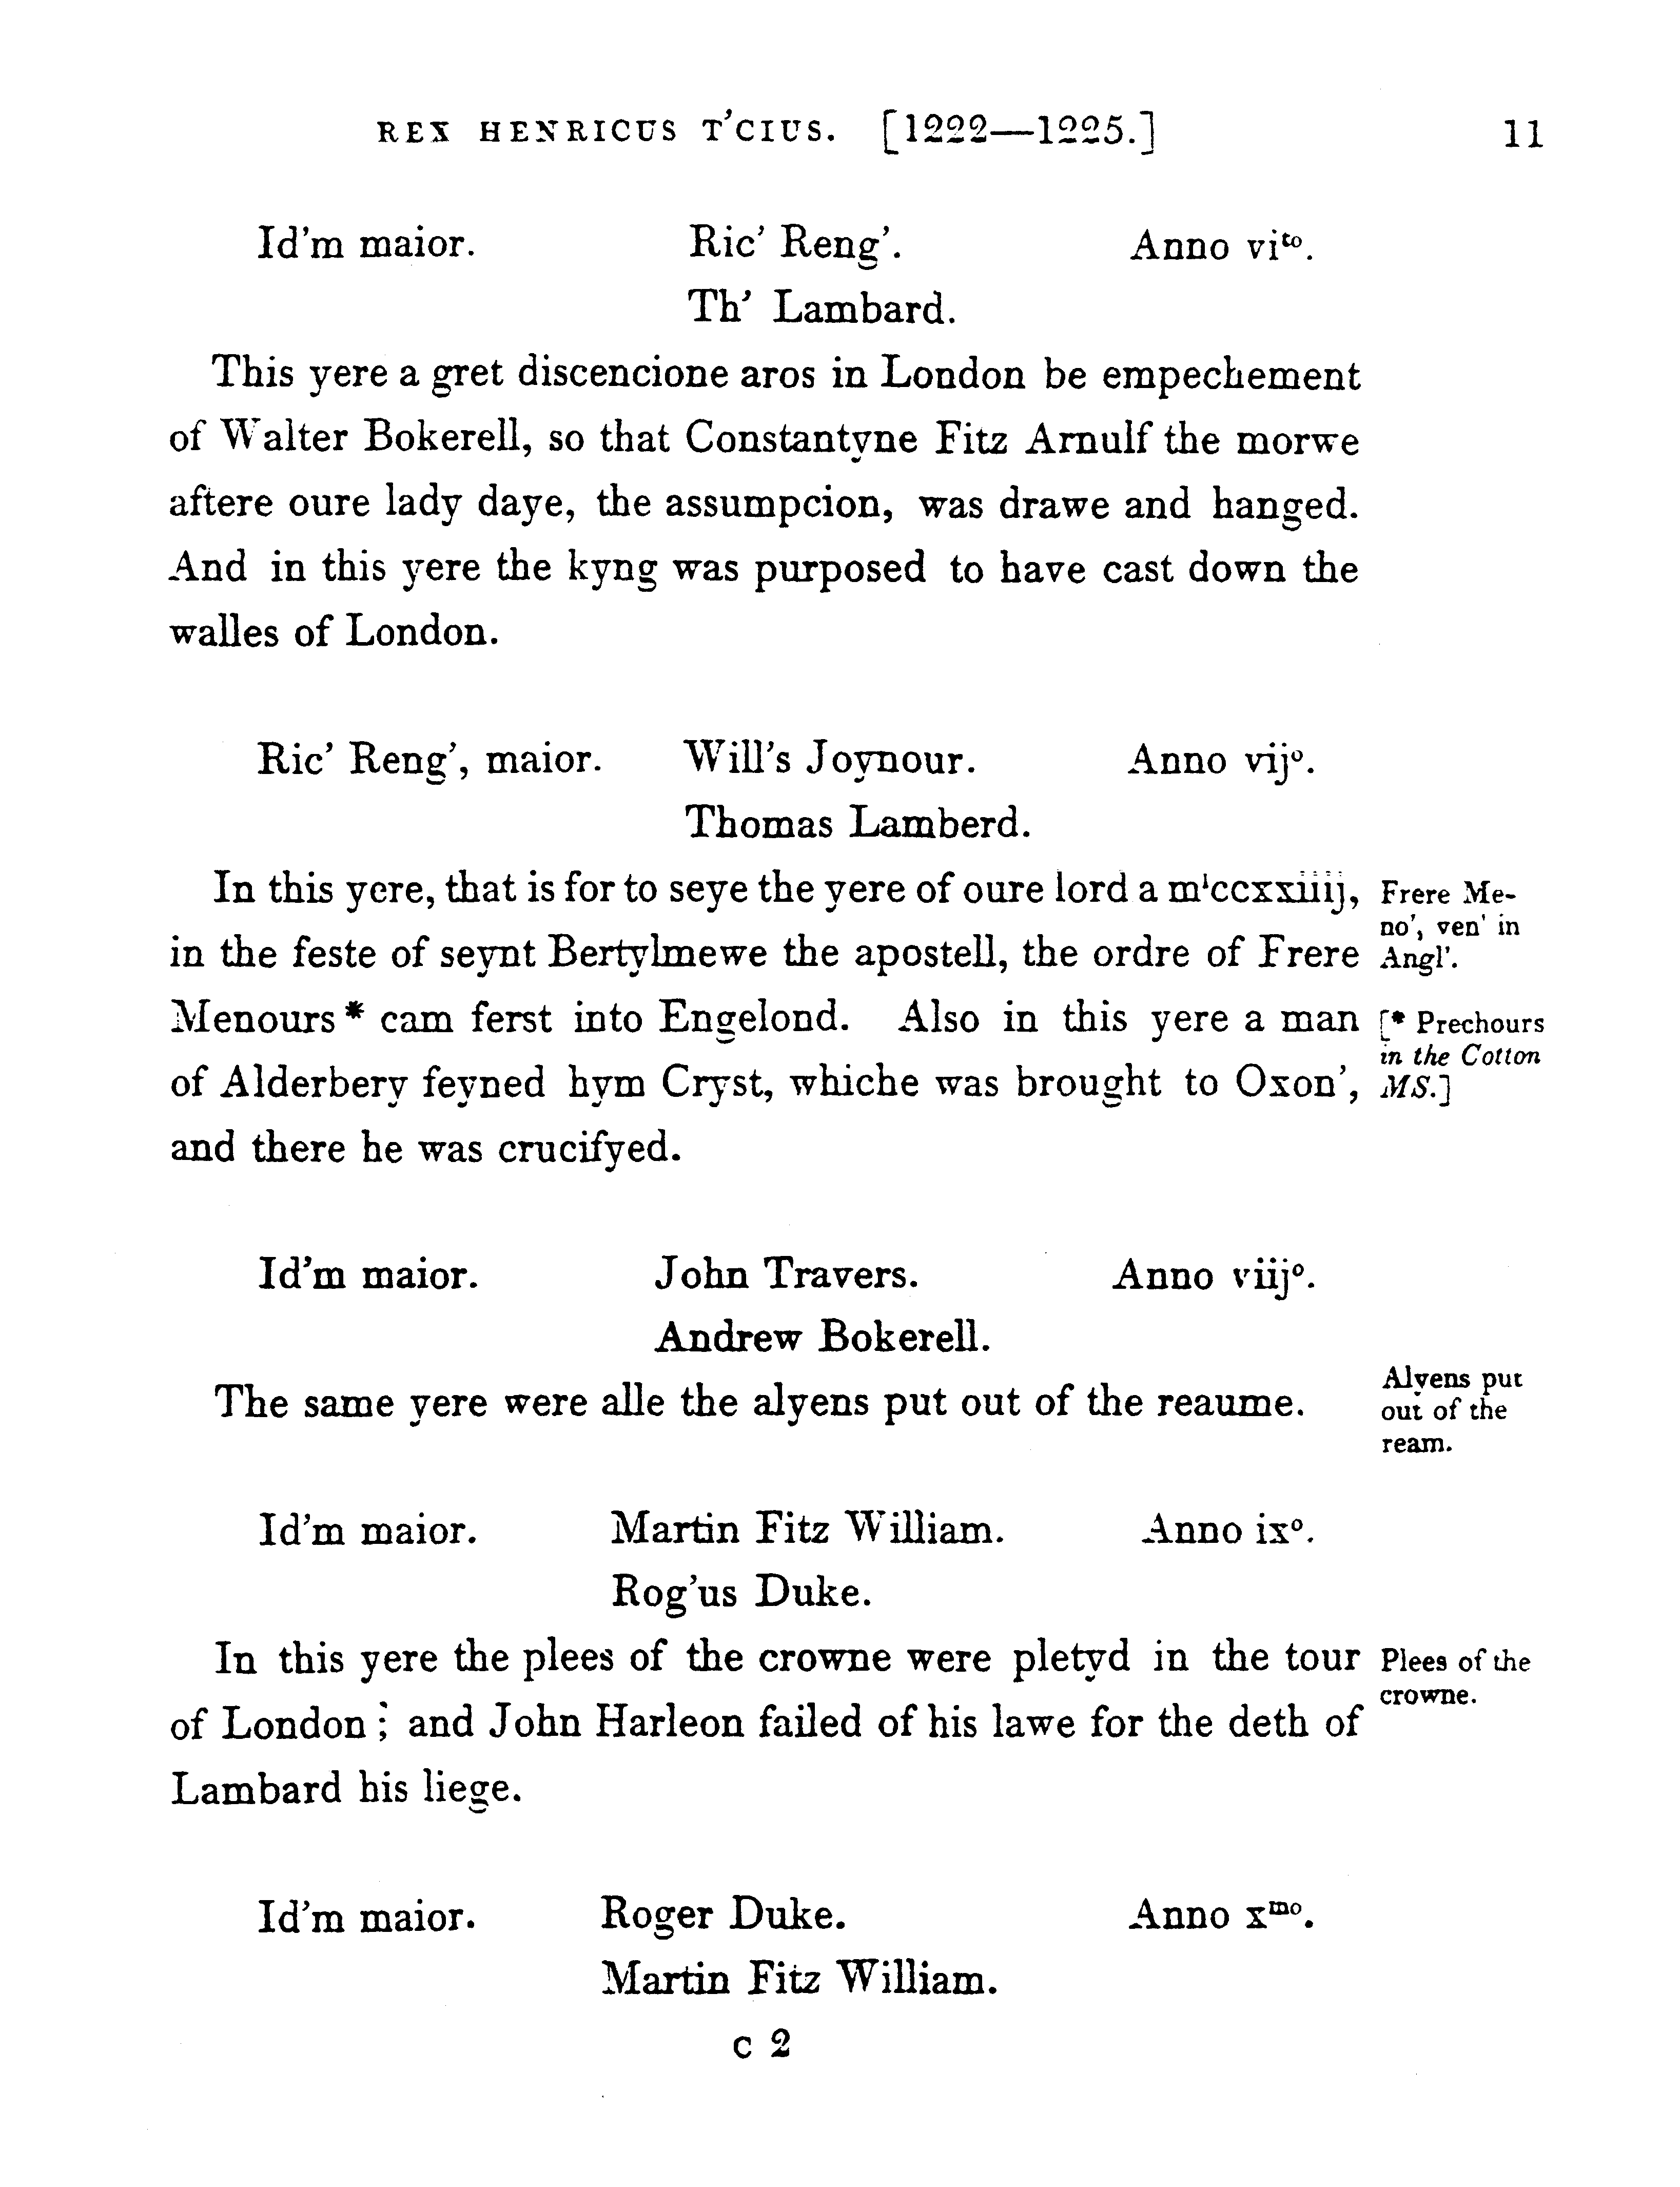 REX HENRICUS T'CIUS. [1222—1225.] 11
Id'm maior. Ric' Reng'. Anno vi^to.
Th' Lambard.
This yere a gret discencione aros in London be empechement
of Walter Bokerell, so that Constantyne Fitz Arnulf the morwe
aftere oure lady daye, the assumpcion, was drawe and hanged.
And in this yere the kyng was purposed to have cast down the
walles of London.
Ric' Reng', maior. Will's Joynour. Anno vijº.
Thomas Lamberd.
In this yere, that is for to seye the yere of oure lord a m^lccxxiiij,
in the feste of seynt Bertylmewe the apostell, the ordre of Frere
Menours* cam ferst into Engelond. Also in this yere a man
of Alderbery feyned hym Cryst, whiche was brought to Oxon',
and there he was crucifyed.
Frere Me-
no', ven' in
Angl'.
[* Prechours
in the Cotton
MS.]
Id'm maior. John Travers. Anno viijº.
Andrew Bokerell.
The same yere were alle the alyens put out of the reaume.
Alyens put
out of the
ream.
Id'm maior. Martin Fitz William. Anno ixº.
Rog'us Duke.
In this yere the plees of the crowne were pletyd in the tour
of London; and John Harleon failed of his lawe for the deth of
Lambard his liege.
Plees of the
crowne.
Id'm maior. Roger Duke. Anno x^mo.
Martin Fitz William.
C 2